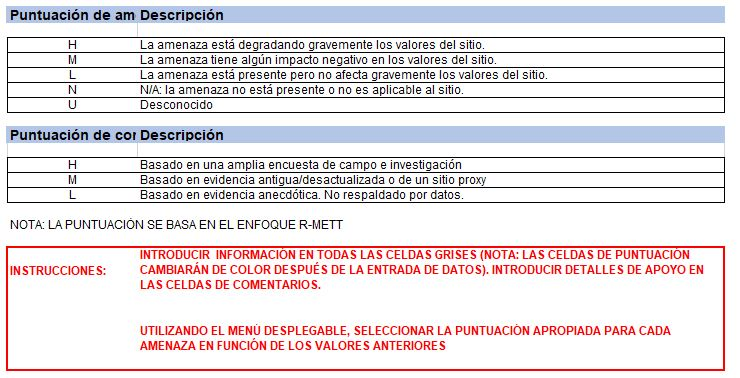 Puntuación de am Descripción
H La amenaza está degradando gravemente los valores del sitio.
M La amenaza tiene algún impacto negativo en los valores del sitio.
L La amenaza está presente pero no afecta gravemente los valores del sitio.
N N/A: la amenaza no está presente o no es aplicable al sitio.
U Desconocido
Puntuación de cor Descripción
H Basado en una amplia encuesta de campo e investigación
M Basado en evidencia antigua/desactualizada o de un sitio proxy
L Basado en evidencia anecdótica. No respaldado por datos.
NOTA: LA PUNTUACIÓN SE BASA EN EL ENFOQUE R-METT
INTRODUCIR INFORMACIÓN EN TODAS LAS CELDAS GRISES (NOTA: LAS CELDAS DE PUNTUACIÓN
INSTRUCCIONES: CAMBIARÁN DE COLOR DESPUÉS DE LA ENTRADA DE DATOS). INTRODUCIR DETALLES DE APOYO EN
LAS CELDAS DE COMENTARIOS.
UTILIZANDO EL MENÚ DESPLEGABLE, SELECCIONAR LA PUNTUACIÓN APROPIADA PARA CADA
AMENAZA EN FUNCIÓN DE LOS VALORES ANTERIORES